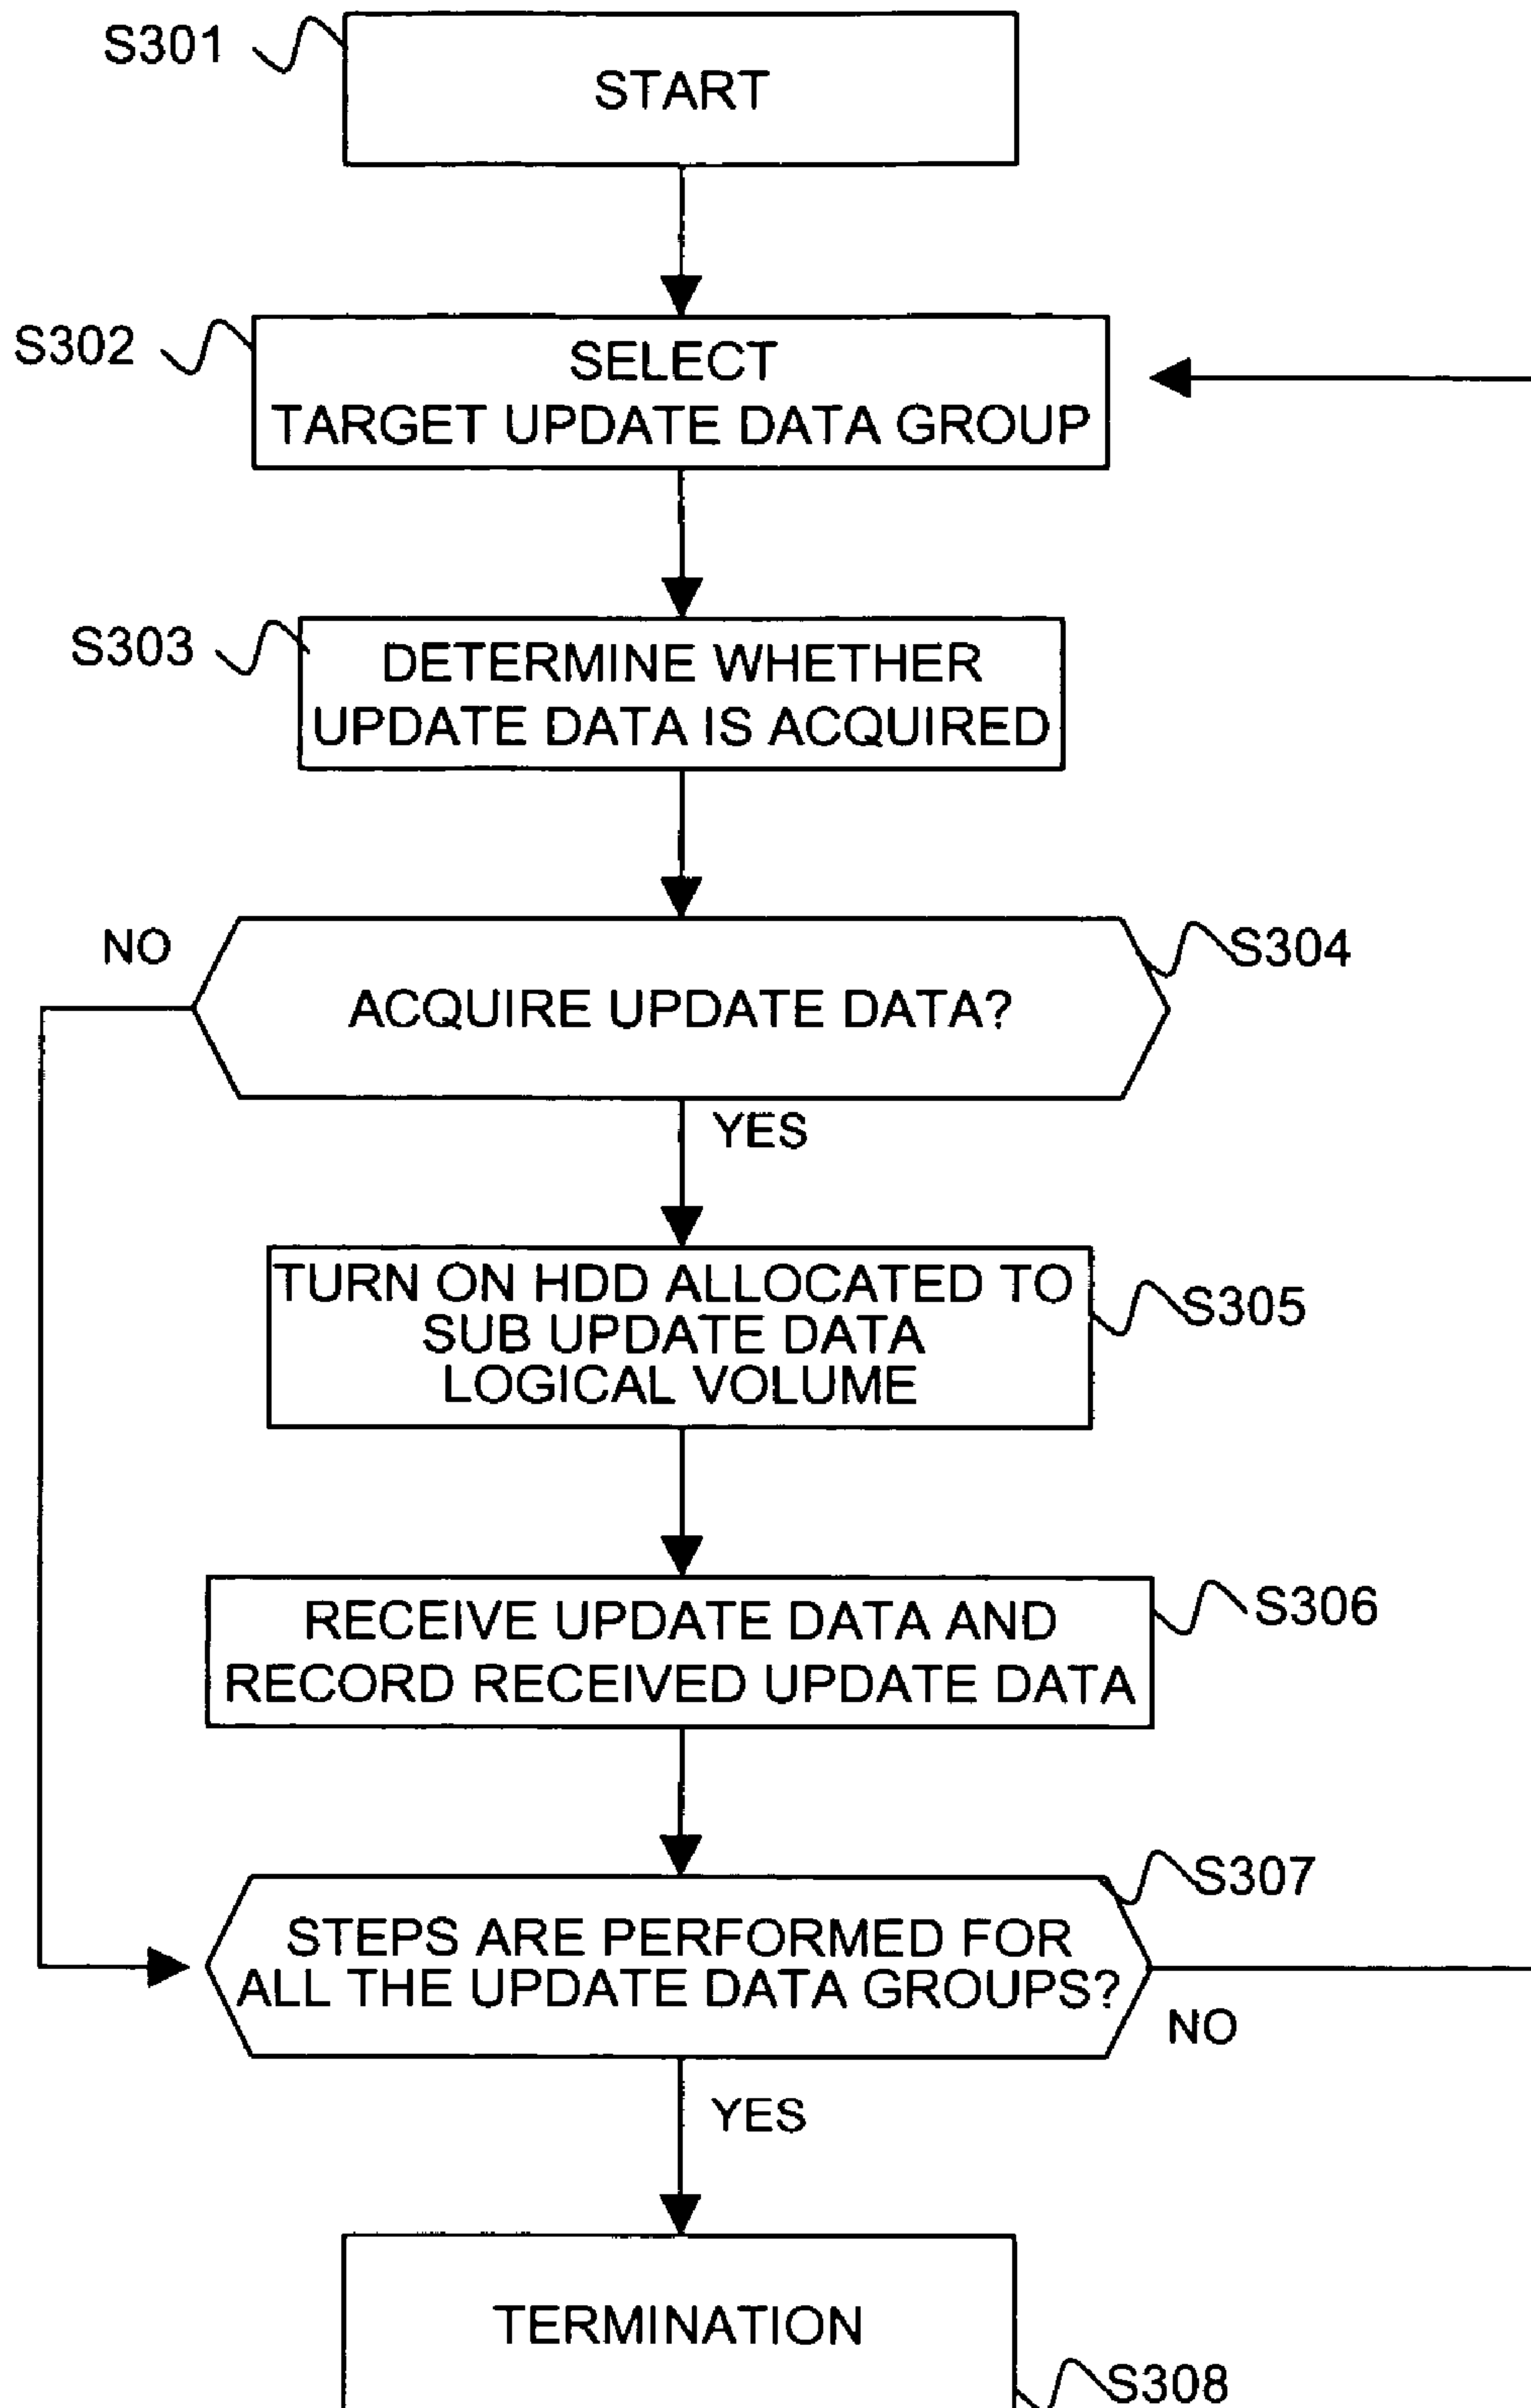 S301
START
S302
SELECT
TARGET UPDATE DATA GROUP
S303
DETERMINE WHETHER
UPDATE DATA IS ACQUIRED
NO
S304
ACQUIRE UPDATE DATA?
YES
TURN ON HDD ALLOCATED TO
SUB UPDATE DATA
LOGICAL VOLUME
S305
RECEIVE UPDATE DATA AND
RECORD RECEIVED UPDATE DATA
S306
S307
STEPS ARE PERFORMED FOR
ALL THE UPDATE DATA GROUPS?
NO
YES
TERMINATION
S308